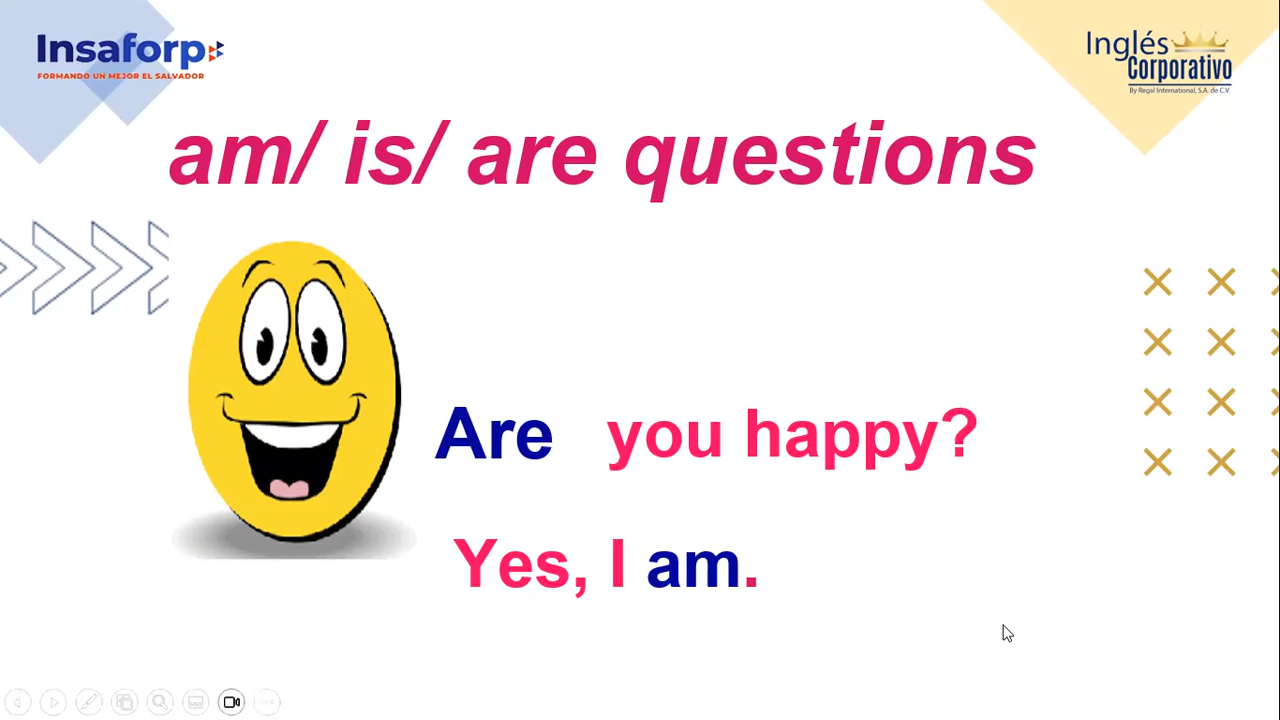 Insaforp
FORMANDO UN MEJOR EL SALVADOR
Inglés
Corporativo
By Regal International, S.A. de C.V.
am/ is/ are questions
Are you happy?
Yes, I am.